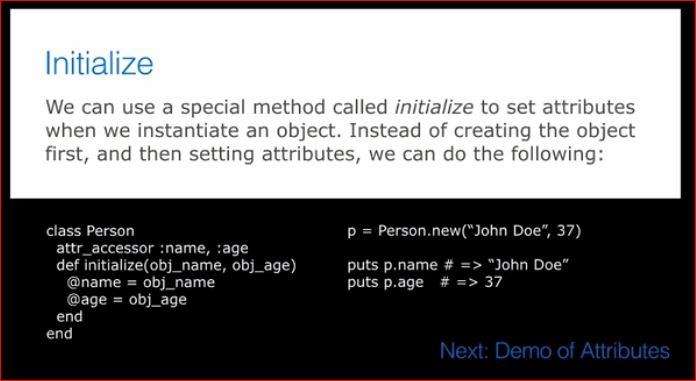 Initialize
We can use a special method called initialize to set attributes
when we instantiate an object. Instead of creating the object
first, and then setting attributes, we can do the following:
class Person
attr_accessor :name, :age
def initialize(obj_name, obj_age)
@name = obj_name
@age = obj_age
end
end
p = Person.new(“John Doe”, 37)
puts p.name # => “John Doe”
puts p.age # => 37
Next: Demo of Attributes